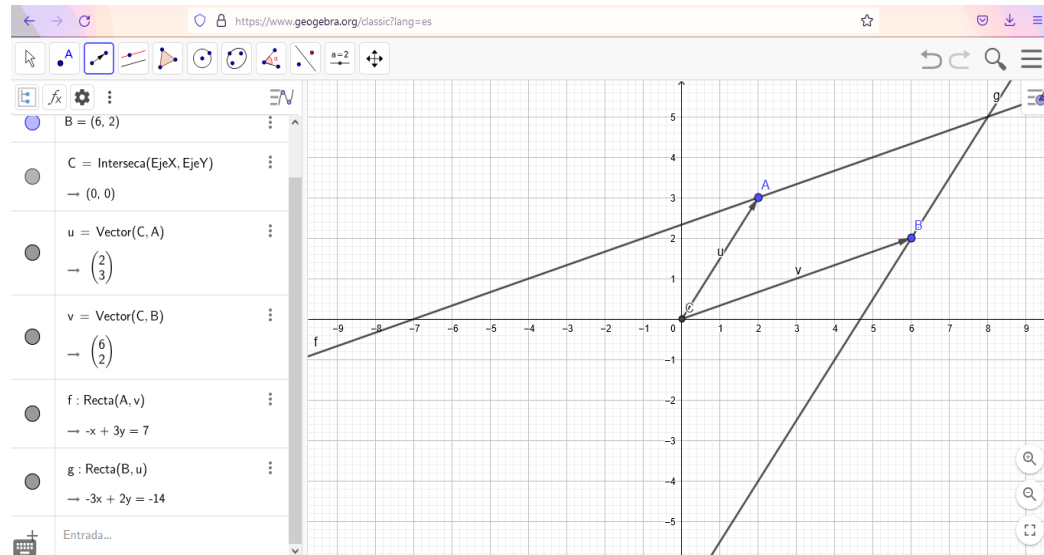 https://www.geogebra.org/classic?lang=es
A
α
a=2
fx
B = (6, 2)
C = Interseca(EjeX, EjeY)
→ (0, 0)
u = Vector(C, A)
→ (2
3)
v = Vector(C, B)
→ (6
2)
f : Recta(A, v)
→ -x + 3y = 7
g : Recta(B, u)
→ -3x + 2y = -14
Entrada...
g
5
4
A
3
B
2
u
v
1
C
−9 −8 −7 −6 −5 −4 −3 −2 −1 0 1 2 3 4 5 6 7 8 9
f
−1
−2
−3
−4
−5